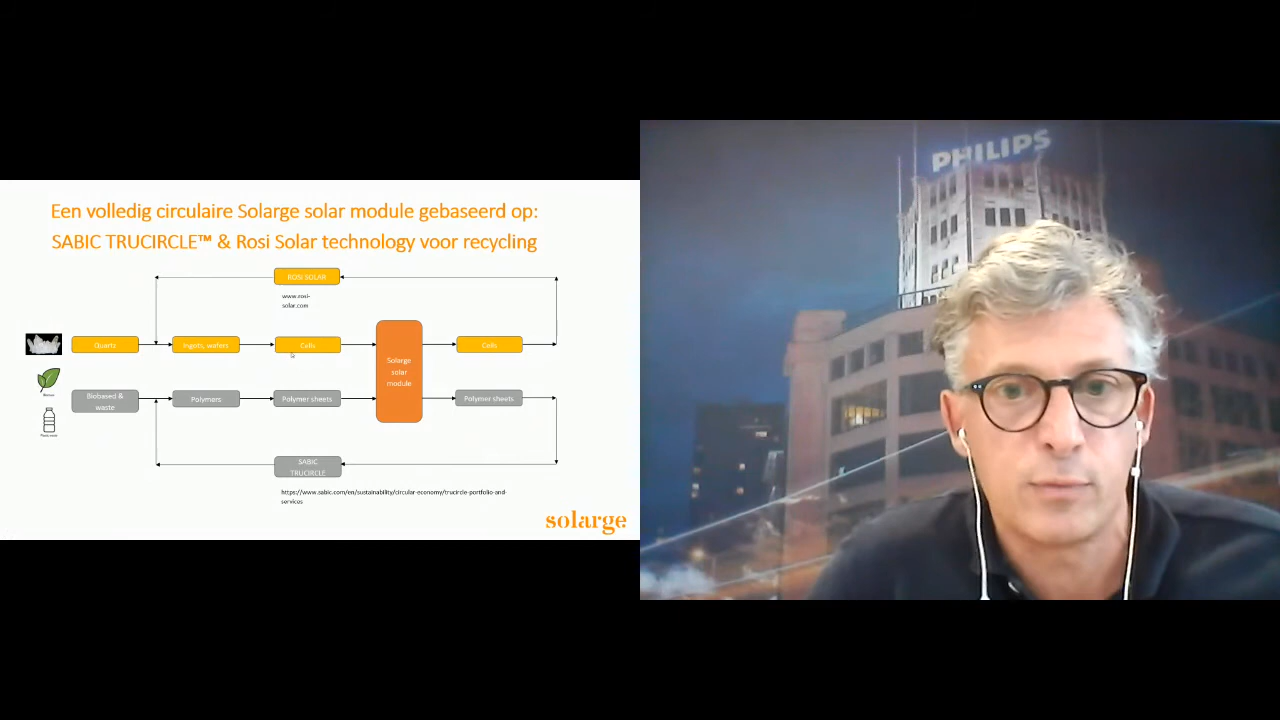 Een volledig circulaire Solarge solar module gebaseerd op:
SABIC TRUCIRCLE™ & Rosi Solar technology voor recycling
ROSI SOLAR
www.rosi-
solar.com
Quartz
Ingots, wafers
Cells
Solarge
solar
module
Cells
Biobased &
waste
Polymers
Polymer sheets
Polymer sheets
SABIC
TRUCIRCLE
https://www.sabic.com/en/sustainability/circular-economy/trucircle-portfolio-and-
services
solarge
PHILIPS